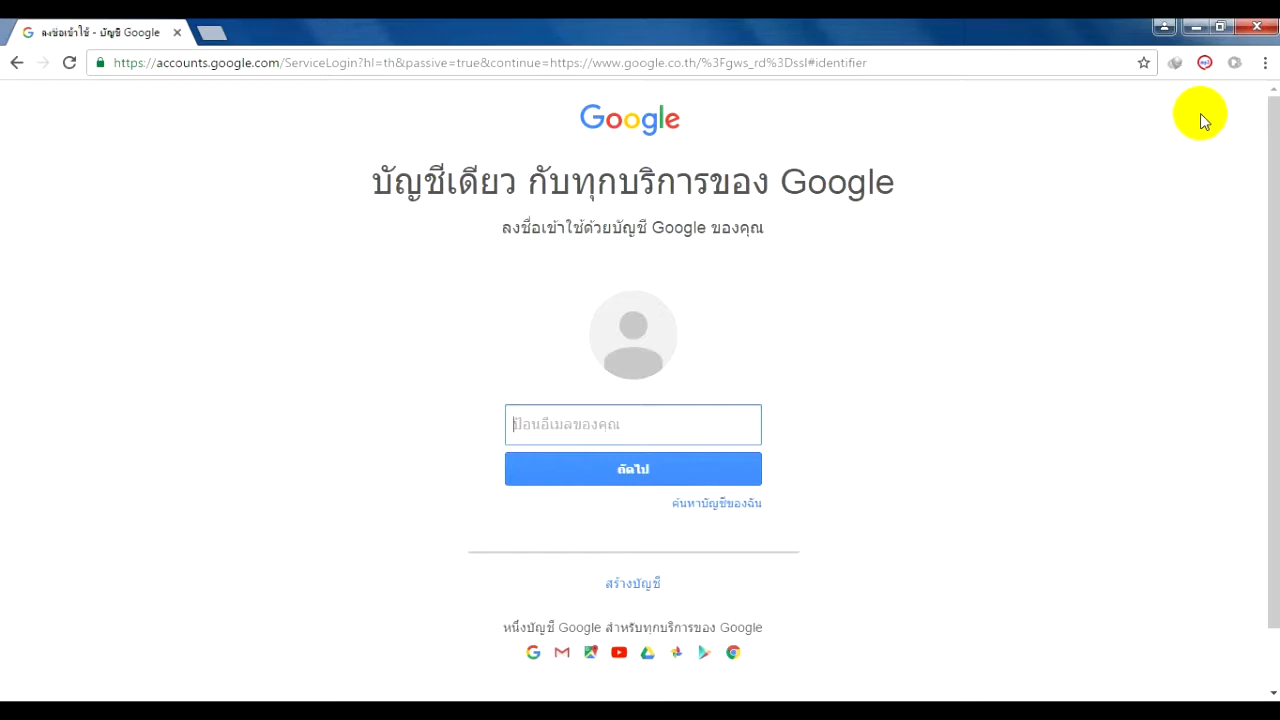 ลงชื่อเข้าใช้ - บัญชี Google
https://accounts.google.com/ServiceLogin?hl=th&passive=true&continue=https://www.google.co.th/%3Fgws_rd%3Dssl#identifier
Google
บัญชีเดียว กับทุกบริการของ Google
ลงชื่อเข้าใช้ด้วยบัญชี Google ของคุณ
ป้อนอีเมลของคุณ
ถัดไป
ค้นหาบัญชีของฉัน
สร้างบัญชี
หนึ่งบัญชี Google สำหรับทุกบริการของ Google